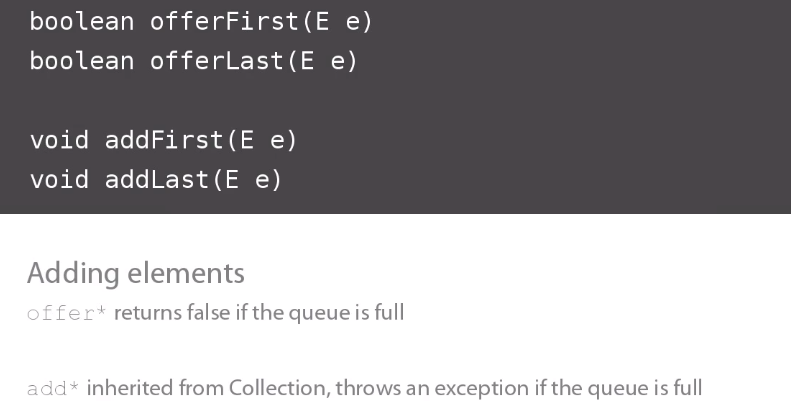 boolean offerFirst(E e)
boolean offerLast(E e)
void addFirst(E e)
void addLast(E e)
Adding elements
offer* returns false if the queue is full
add* inherited from Collection, throws an exception if the queue is full